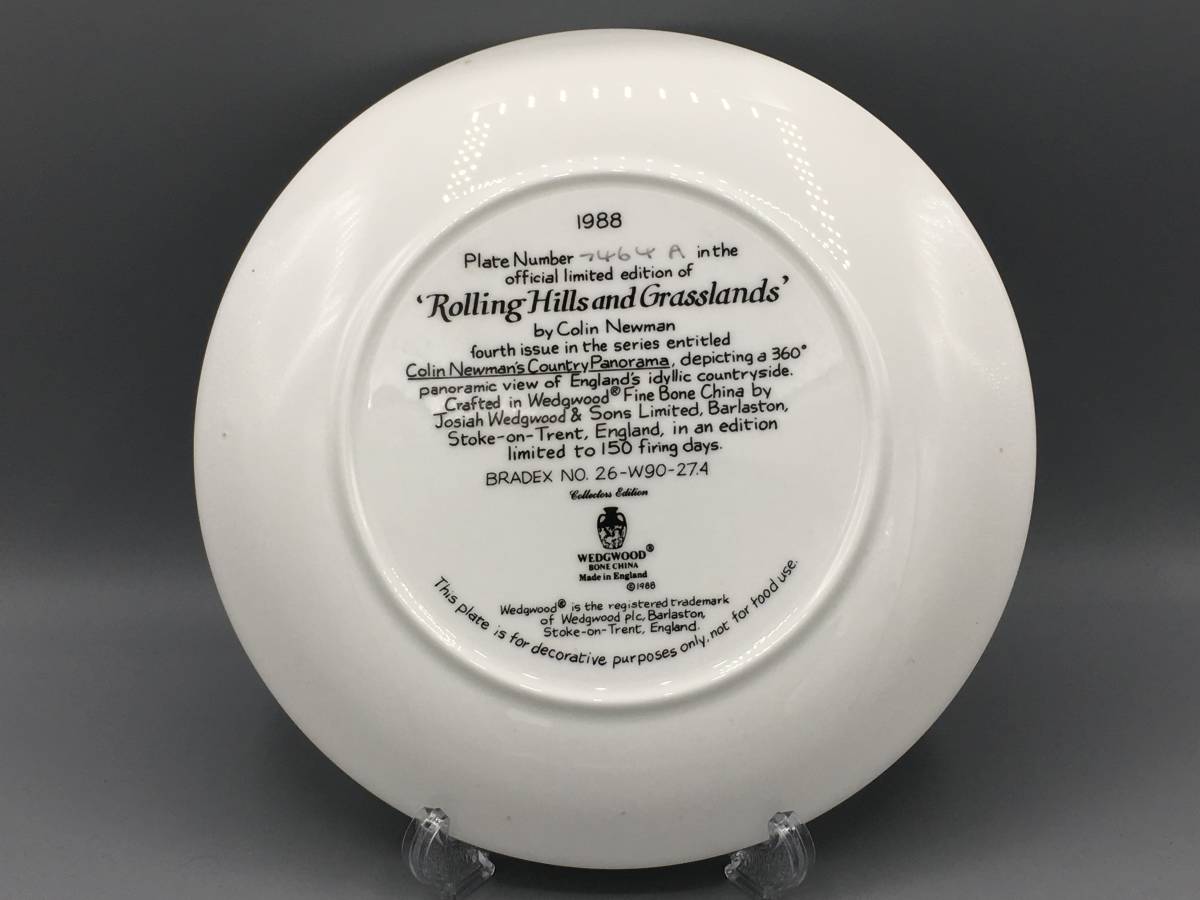 1988
Plate Number 7464 A in the
official limited edition of
‘Rolling Hills and Grasslands’
by Colin Newman
fourth issue in the series entitled
Colin Newman's Country Panorama, depicting a 360°
panoramic view of England's idyllic countryside.
Crafted in Wedgwood® Fine Bone China by
Josiah Wedgwood & Sons Limited, Barlaston,
Stoke-on-Trent, England, in an edition
limited to 150 firing days.
BRADEX NO. 26-W90-27.4
Collectors Edition
WEDGWOOD®
BONE CHINA
Made in England
©1988
Wedgwood® is the registered trademark
of Wedgwood plc, Barlaston,
Stoke-on-Trent, England.
This plate is for decorative purposes only, not for food use.